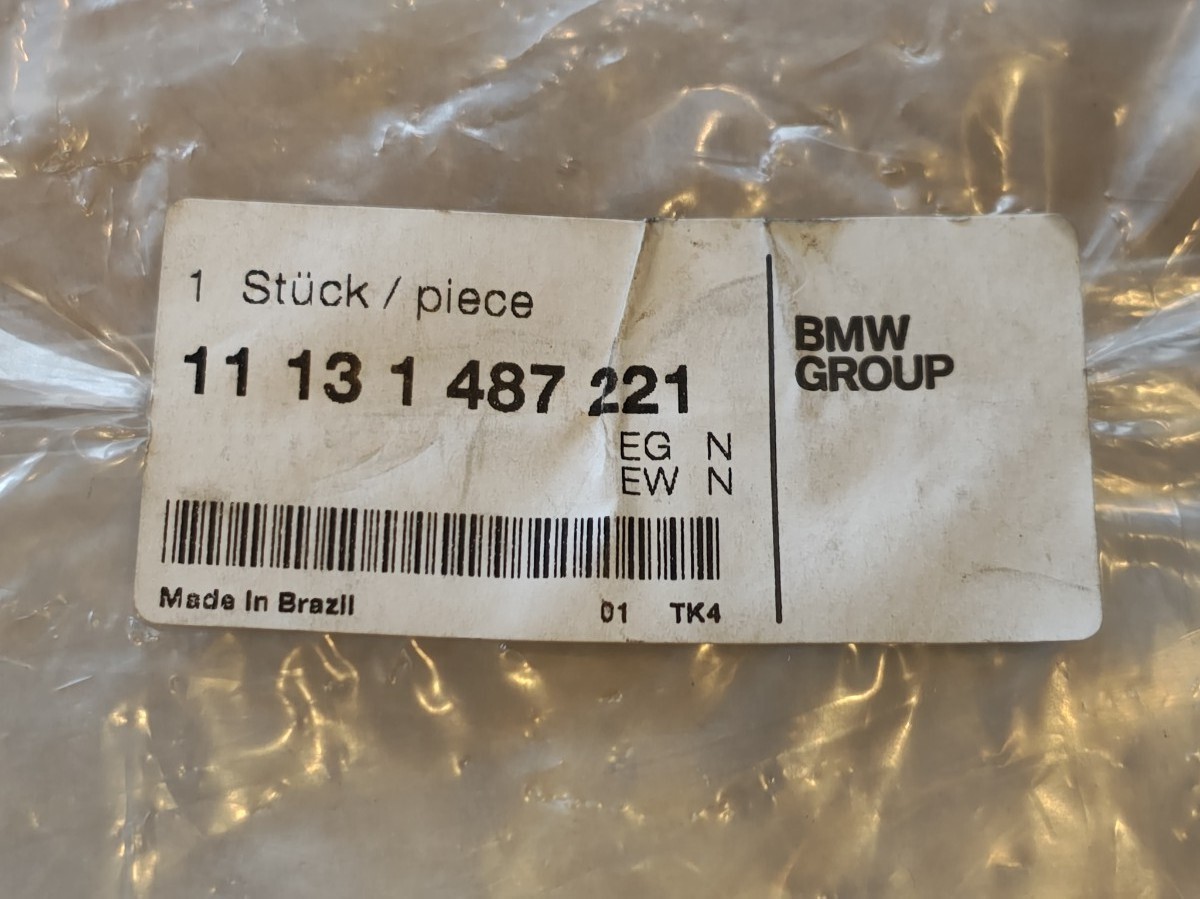 1 Stück / piece
11 13 1 487 221
EG N
EW N
Made In Brazil
01 TK4
BMW
GROUP